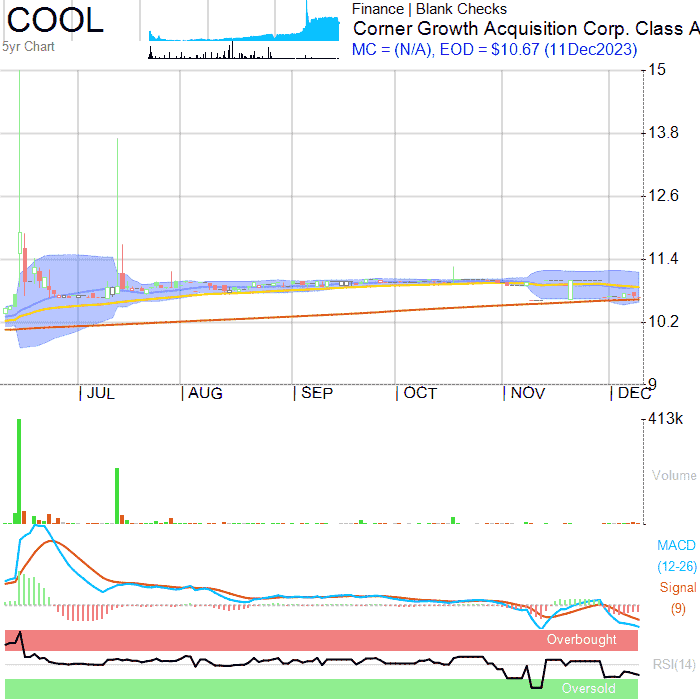 COOL
5yr Chart
Finance | Blank Checks
Corner Growth Acquisition Corp. Class A
MC = (N/A), EOD = $10.67 (11Dec2023)
15
13.8
12.6
11.4
10.2
9
JUL
AUG
SEP
OCT
NOV
DEC
413k
Volume
MACD
(12-26)
Signal
(9)
Overbought
RSI(14)
Oversold